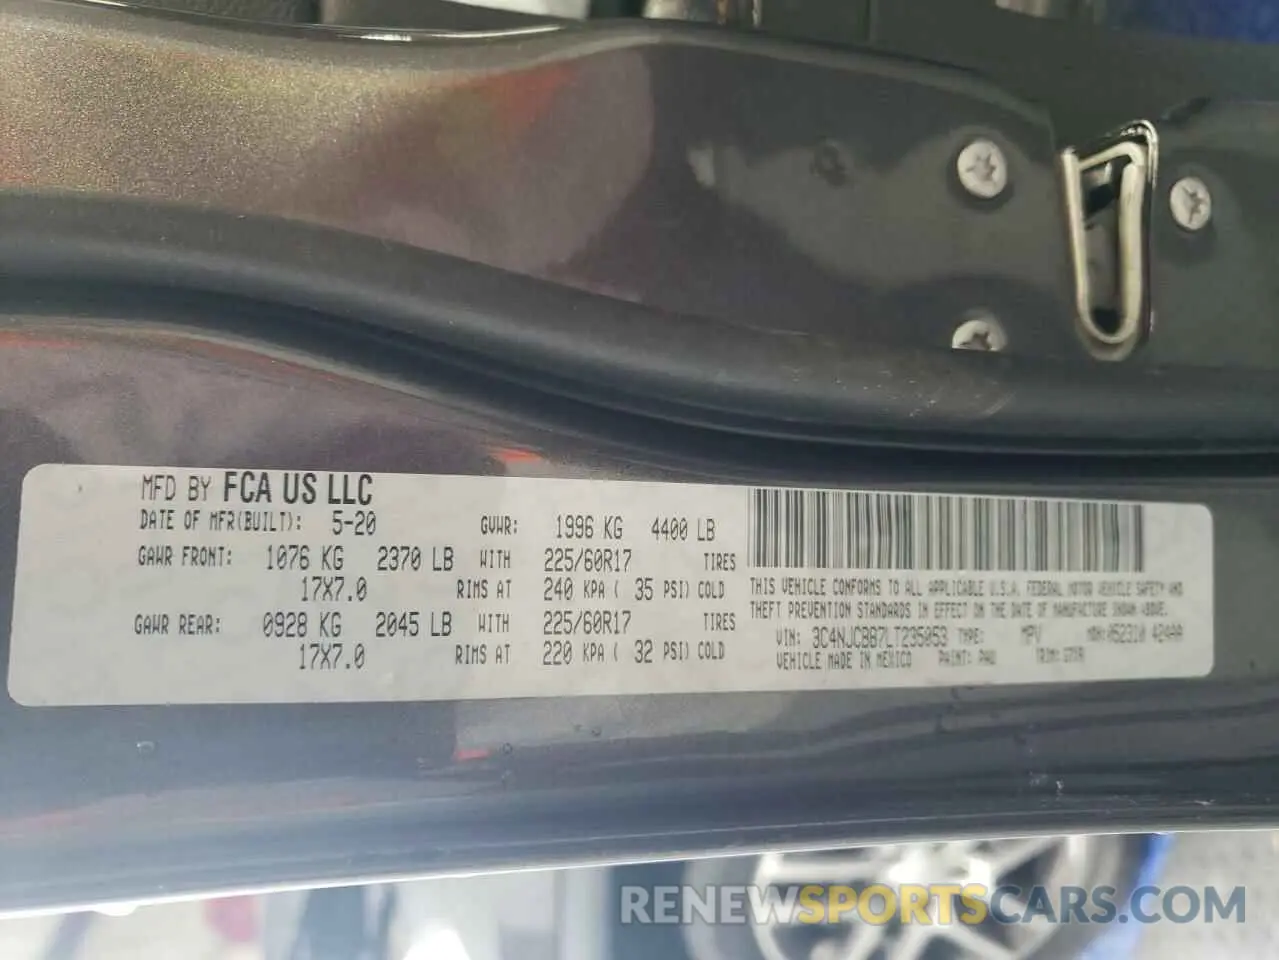 MFD BY FCA US LLC
DATE OF MFR(BUILT): 5-20 GVWR: 1996 KG 4400 LB
GAWR FRONT: 1076 KG 2370 LB WITH 225/60R17 TIRES
17X7.0 RIMS AT 240 KPA ( 35 PSI) COLD
GAWR REAR: 0928 KG 2045 LB WITH 225/60R17 TIRES
17X7.0 RIMS AT 220 KPA ( 32 PSI) COLD
THIS VEHICLE CONFORMS TO ALL APPLICABLE U.S.A. FEDERAL MOTOR VEHICLE SAFETY AND
THEFT PREVENTION STANDARDS IN EFFECT ON THE DATE OF MANUFACTURE SHOWN ABOVE.
VIN: 3C4NJCBB7LT235053 TYPE: MPV MDH: 052310 424AA
VEHICLE MADE IN MEXICO PAINT: PAU TRIM:
RENEWSPORTSCARS.COM